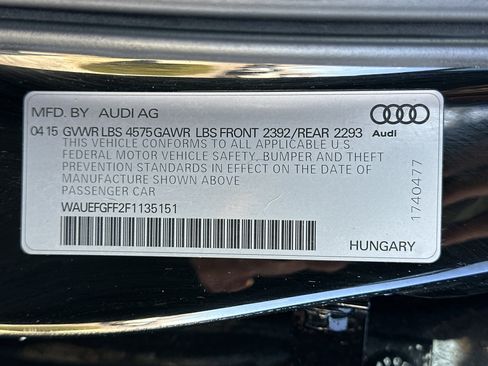 MFD. BY AUDI AG
04 15 GVWR LBS 4575 GAWR LBS FRONT 2392/REAR 2293
THIS VEHICLE CONFORMS TO ALL APPLICABLE U.S.
FEDERAL MOTOR VEHICLE SAFETY, BUMPER AND THEFT
PREVENTION STANDARDS IN EFFECT ON THE DATE OF
MANUFACTURE SHOWN ABOVE
PASSENGER CAR
WAUEFGFF2F1135151
Audi
1740477
HUNGARY